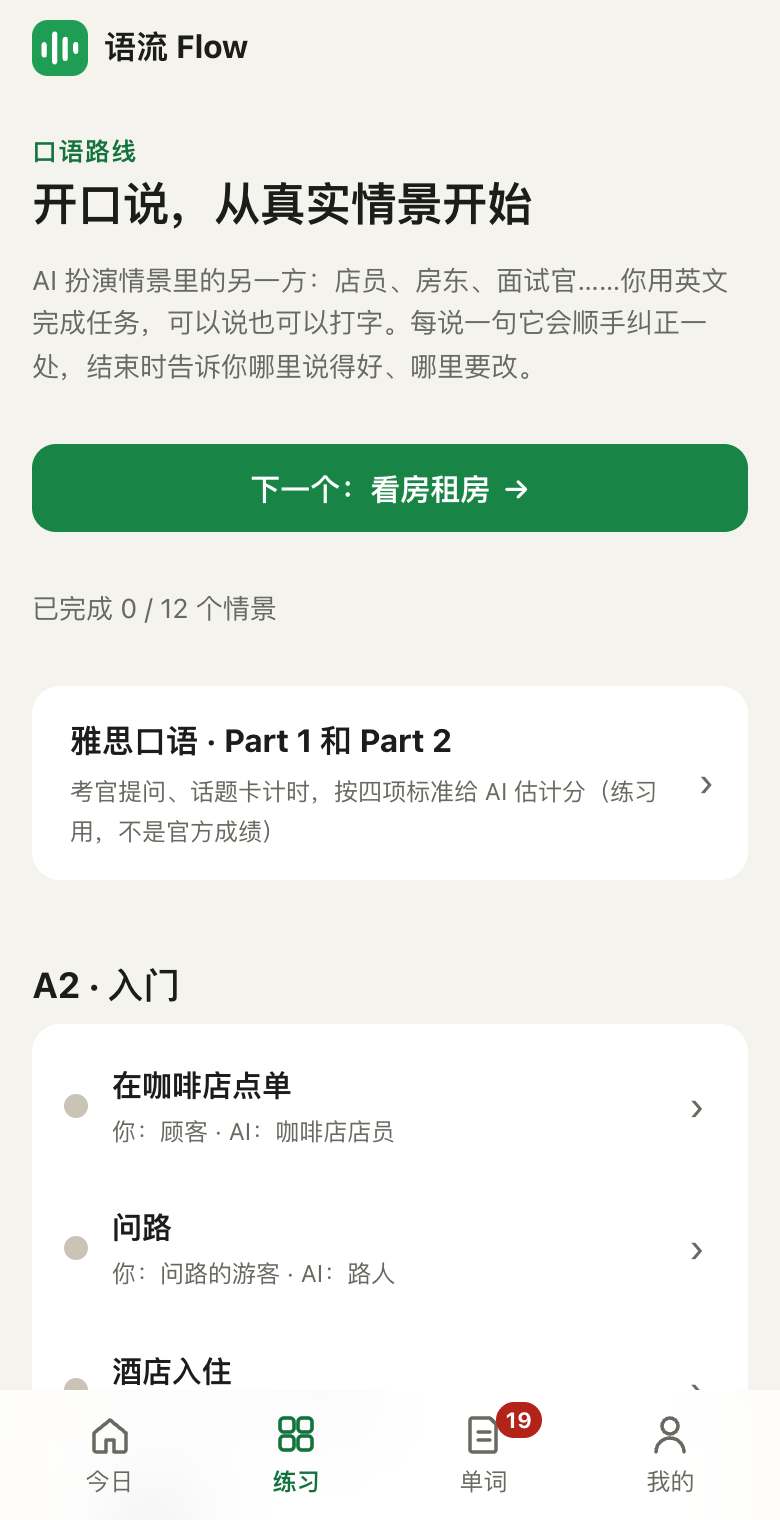 语流 Flow
口语路线
开口说，从真实情景开始
AI 扮演情景里的另一方：店员、房东、面试官……你用英文
完成任务，可以说也可以打字。每说一句它会顺手纠正一
处，结束时告诉你哪里说得好、哪里要改。
下一个：看房租房 →
已完成 0 / 12 个情景
雅思口语 · Part 1 和 Part 2
考官提问、话题卡计时，按四项标准给 AI 估计分（练习
用，不是官方成绩）
A2 · 入门
在咖啡店点单
你：顾客 · AI：咖啡店店员
问路
你：问路的游客 · AI：路人
酒店入住
19
今日
练习
单词
我的